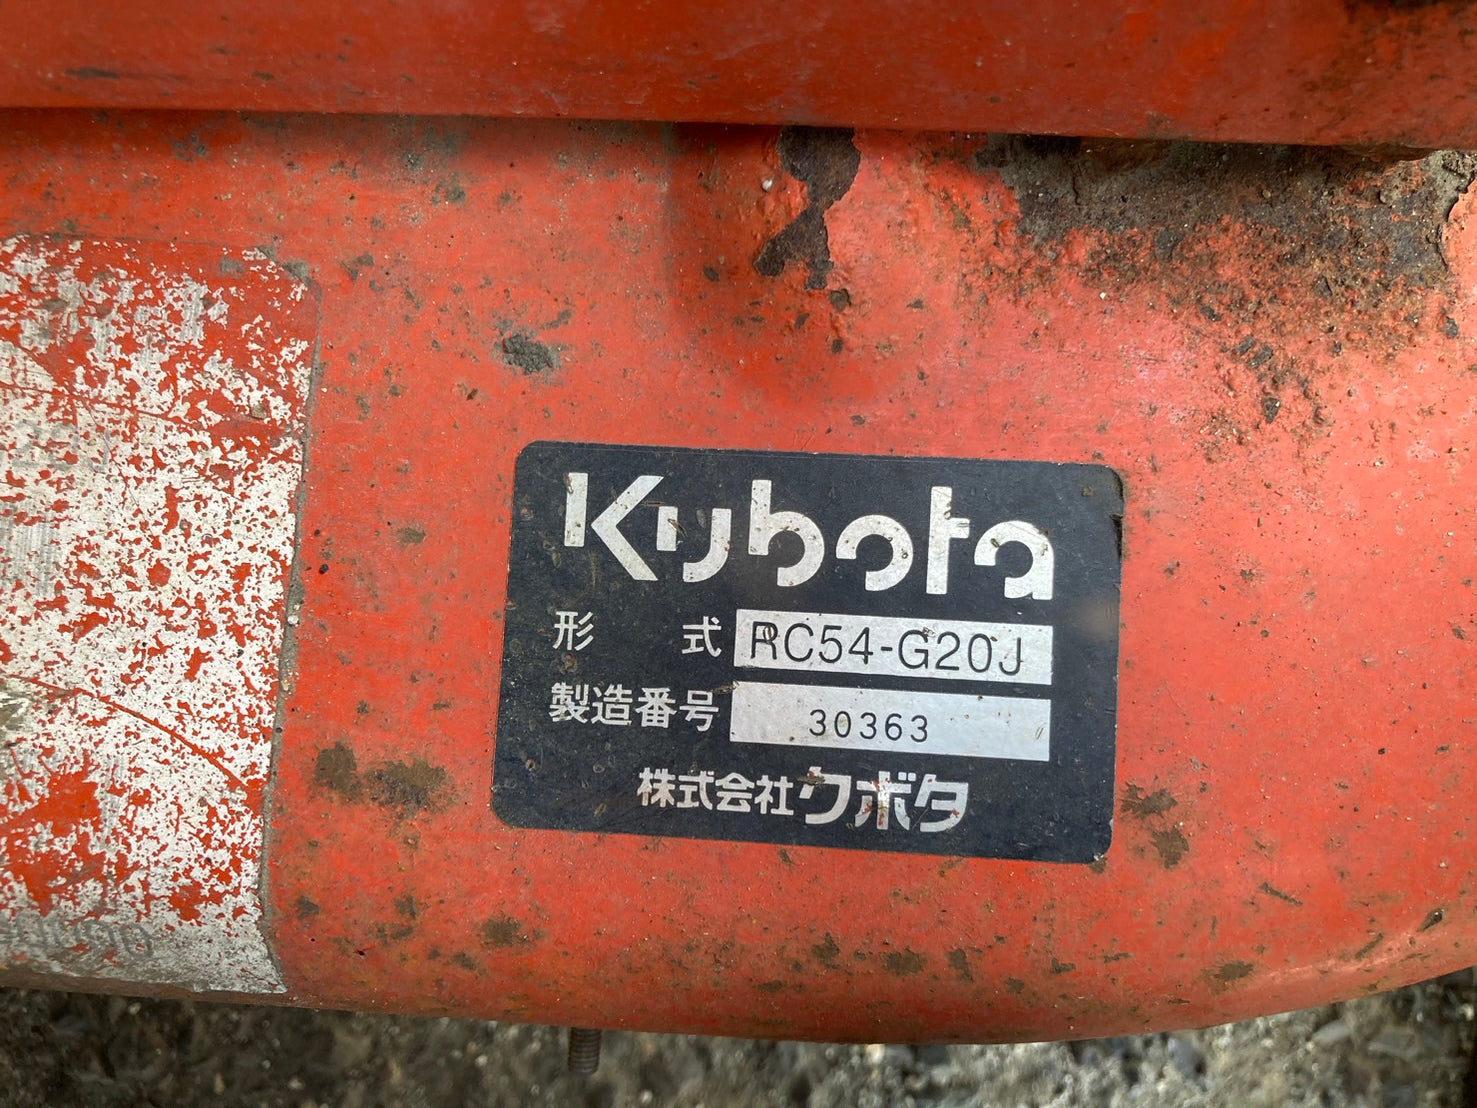 Kubota
形式 RC54-G20J
製造番号 30363
株式会社クボタ